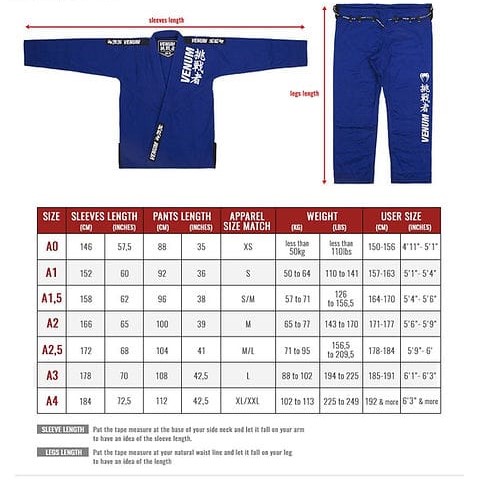 sleeves length
legs length
VENUM
挑戦者
VENUM
VENUM
挑戦者
VENUM
SIZE SLEEVES LENGTH PANTS LENGTH APPAREL SIZE MATCH WEIGHT USER SIZE
(CM) (INCHES) (CM) (INCHES) (KG) (LBS) (CM) (INCHES)
A0 146 57,5 88 35 XS less than 50kg less than 110lbs 150-156 4'11"- 5'1"
A1 152 60 92 36 S 50 to 64 110 to 141 157-163 5'1"- 5'4"
A1,5 158 62 96 38 S/M 57 to 71 126 to 156,5 164-170 5'4"- 5'6"
A2 166 65 100 39 M 65 to 77 143 to 170 171-177 5'6"- 5'9"
A2,5 172 68 104 41 M/L 71 to 95 156,5 to 209,5 178-184 5'9"- 6'
A3 178 70 108 42,5 L 88 to 102 194 to 225 185-191 6'1"- 6'3"
A4 184 72,5 112 42,5 XL/XXL 102 to 113 225 to 249 192 & more 6'3" & more
SLEEVE LENGTH Put the tape measure at the base of your side neck and let it fall on your arm
to have an idea of the sleeve length.
LEGS LENGTH Put the tape measure at your natural waist line and let it fall on your leg
to have an idea of the length